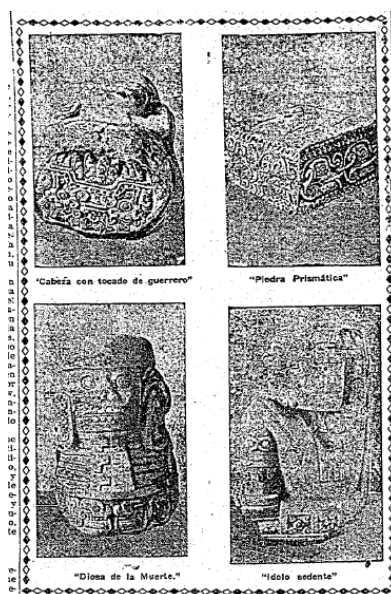 "Cabeza con tocado de guerrero"
"Piedra Prismática"
"Diosa de la Muerte."
"Idolo sedente"